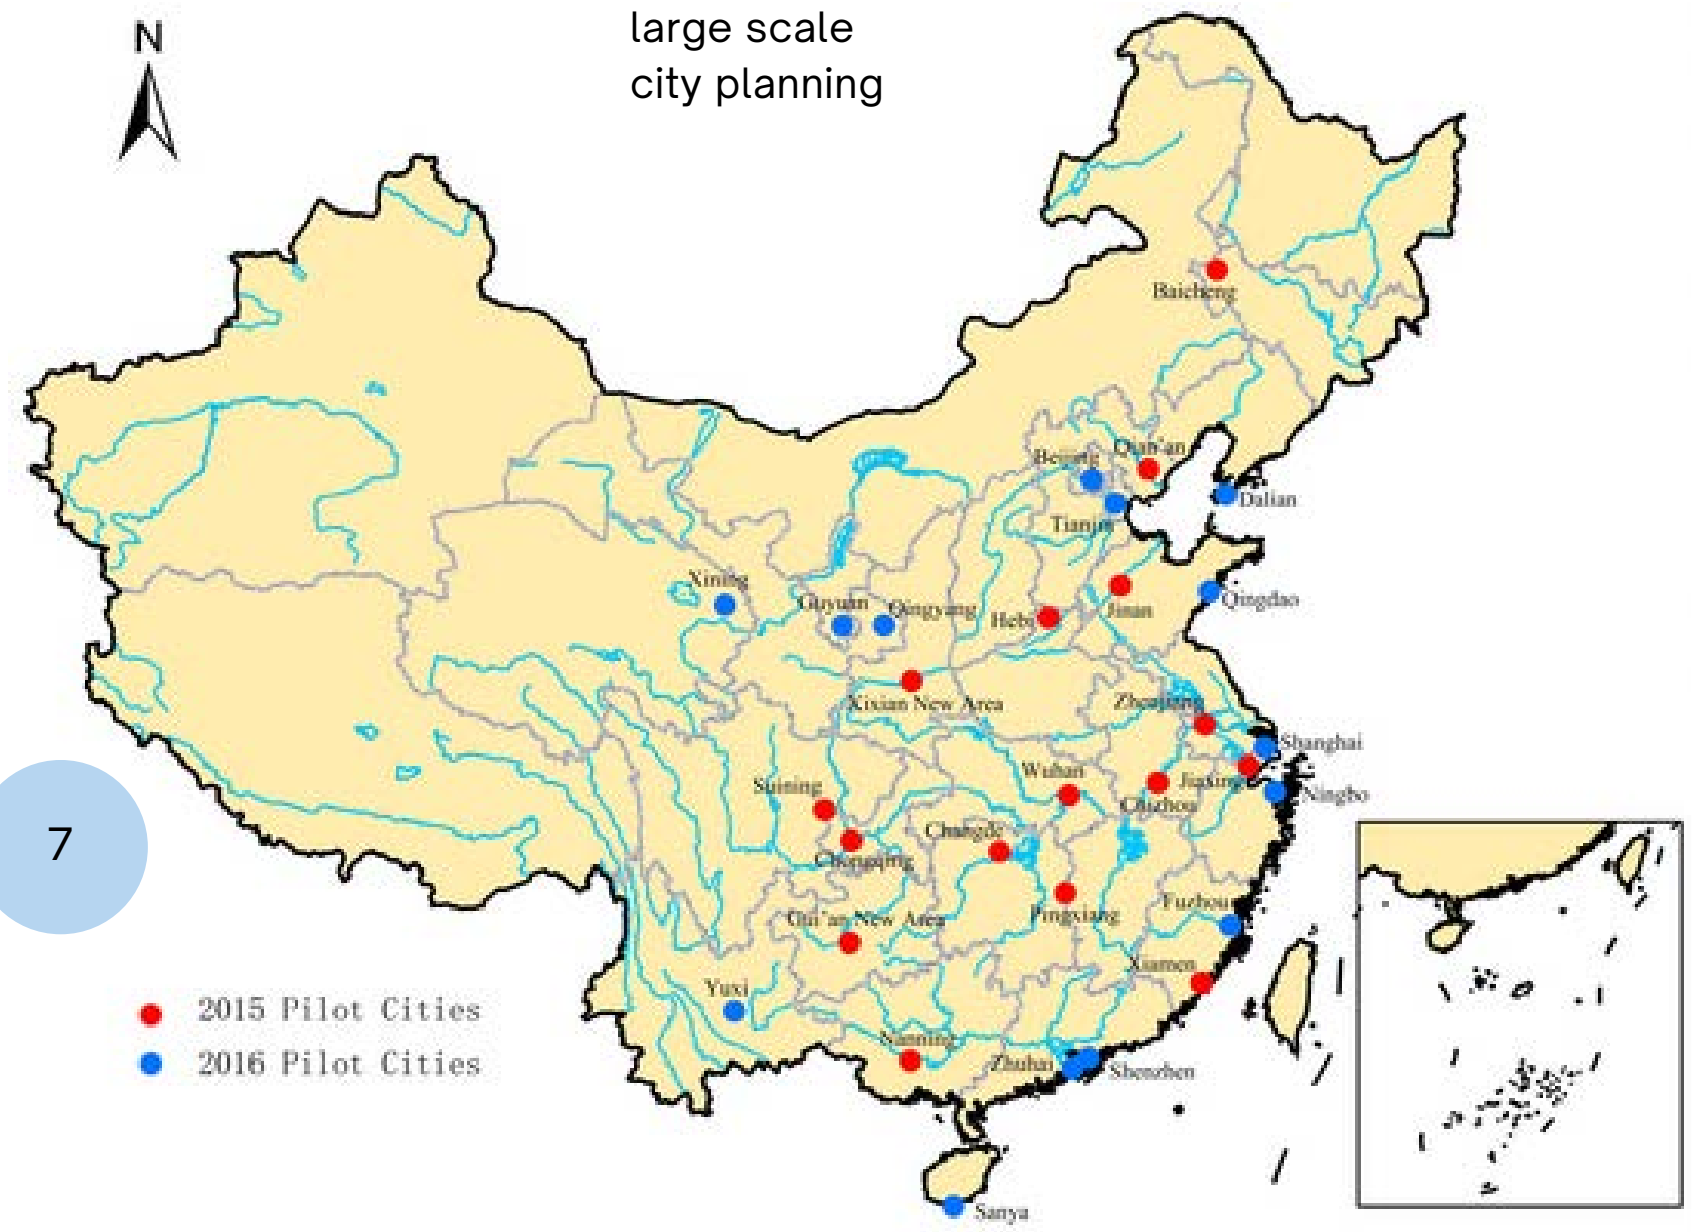 N
large scale
city planning
Baicheng
Qian'an
Beijing
Dalian
Tianjin
Xining
Guyuan
Qingyang
Hebi
Jinan
Qingdao
Xixian New Area
Zhenjiang
Shanghai
Suining
Wuhan
Jiaxing
Chizhou
Ningbo
Changde
Chongqing
7
Gui'an New Area
Pingxiang
Fuzhou
Xiamen
Yuxi
2015 Pilot Cities
Nanning
2016 Pilot Cities
Zhuhai
Shenzhen
Sanya